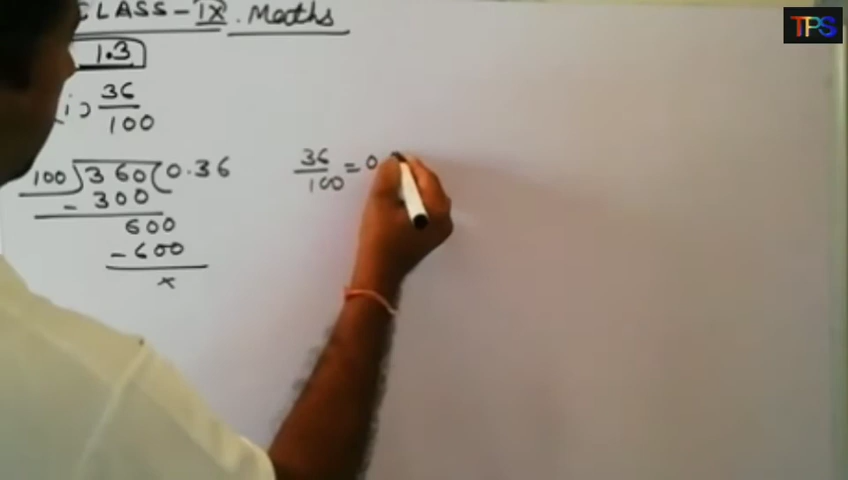 CLASS - IX. Maths
1.3
i) 36/100
100) 360 (0.36
- 300
600
- 600
×
36/100 = 0
TPS